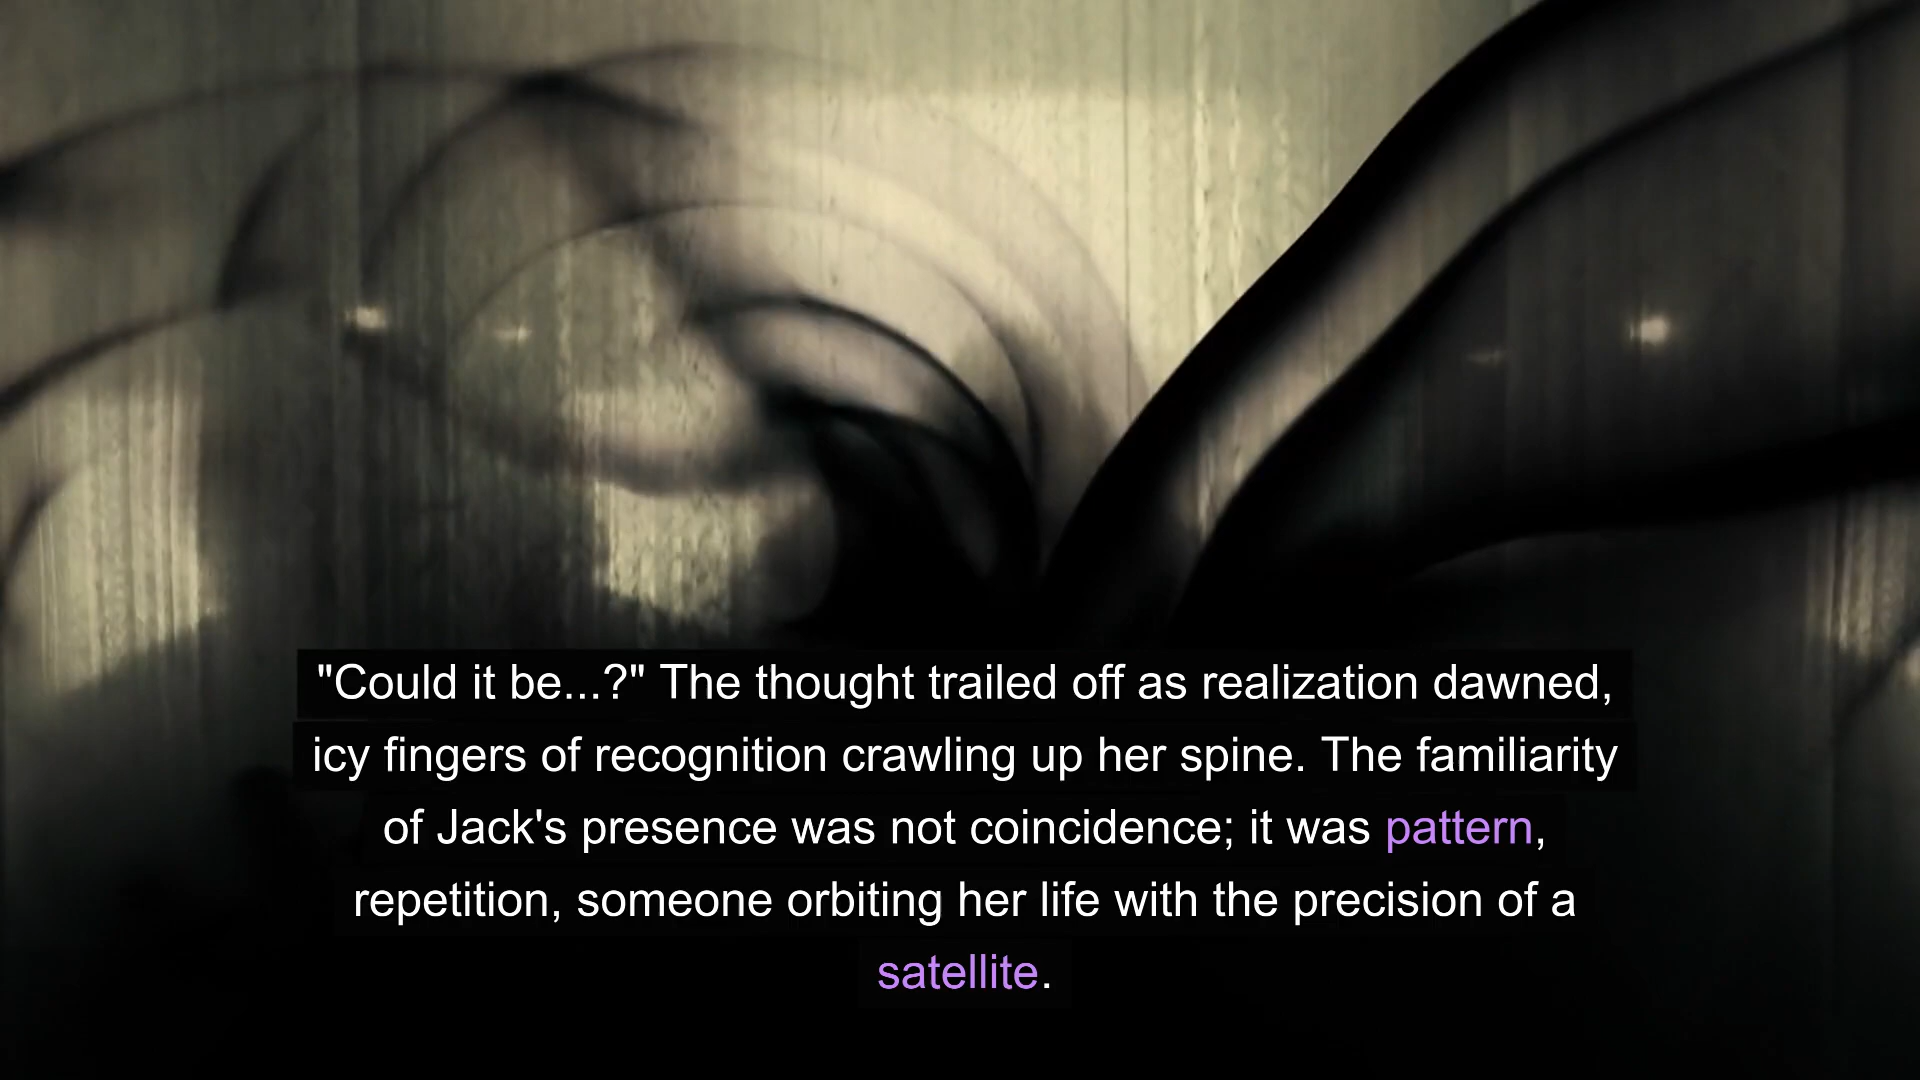 "Could it be...?" The thought trailed off as realization dawned,
icy fingers of recognition crawling up her spine. The familiarity
of Jack's presence was not coincidence; it was pattern,
repetition, someone orbiting her life with the precision of a
satellite.